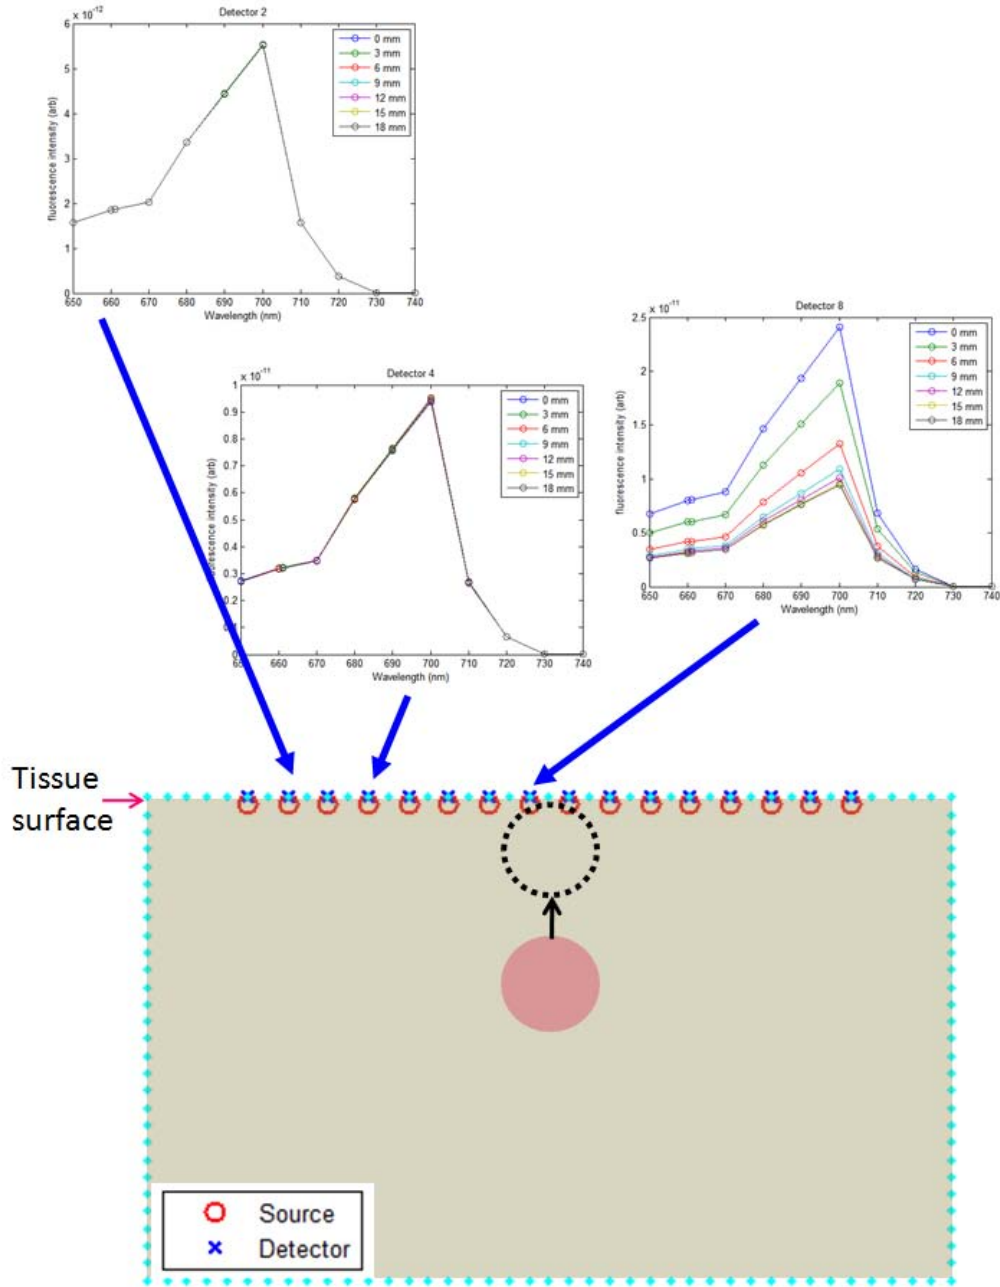 Detector 2
x 10^-12
6
5
4
3
2
1
0
650 660 670 680 690 700 710 720 730 740
fluorescence intensity (arb)
Wavelength (nm)
0 mm
3 mm
6 mm
9 mm
12 mm
15 mm
18 mm
Detector 4
x 10^-11
1
0.9
0.8
0.7
0.6
0.5
0.4
0.3
0.2
0
660 670 680 690 700 710 720 730 740
intensity (arb)
Wavelength (nm)
0 mm
3 mm
6 mm
9 mm
12 mm
15 mm
18 mm
Detector 8
x 10^-11
2.5
2
1.5
1
0.5
0
650 660 670 680 690 700 710 720 730 740
fluorescence intensity (arb)
Wavelength (nm)
0 mm
3 mm
6 mm
9 mm
12 mm
15 mm
18 mm
Tissue
surface
Source
Detector